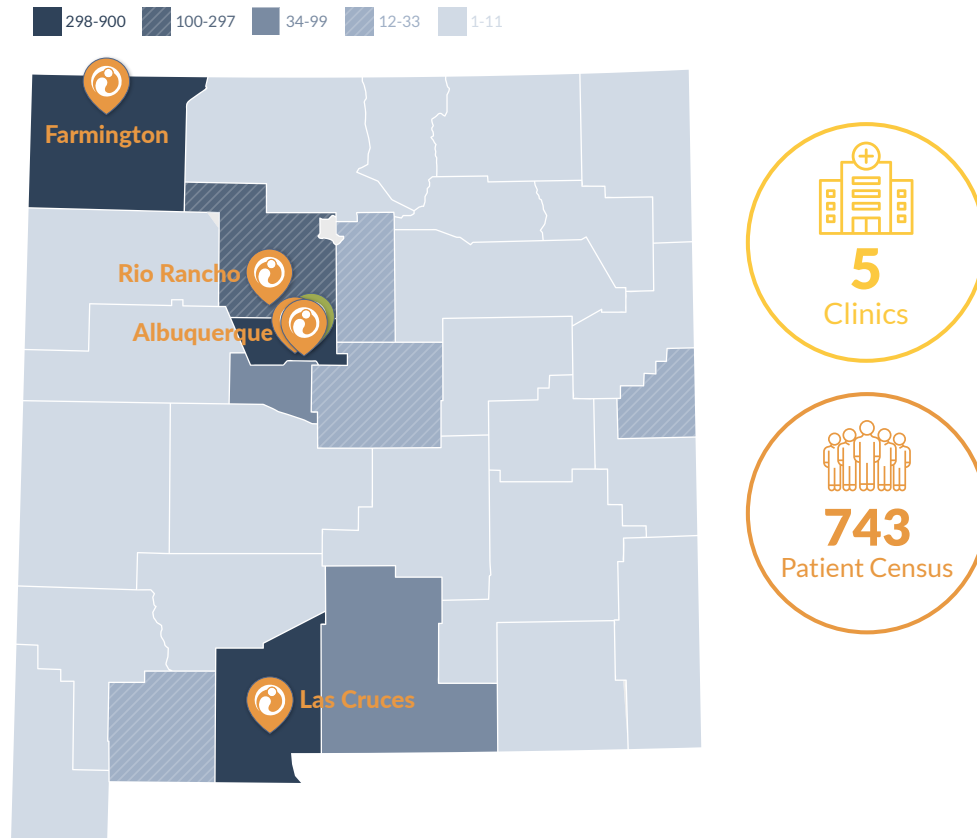 298-900 100-297 34-99 12-33 1-11
Farmington
Rio Rancho
Albuquerque
Las Cruces
5
Clinics
743
Patient Census